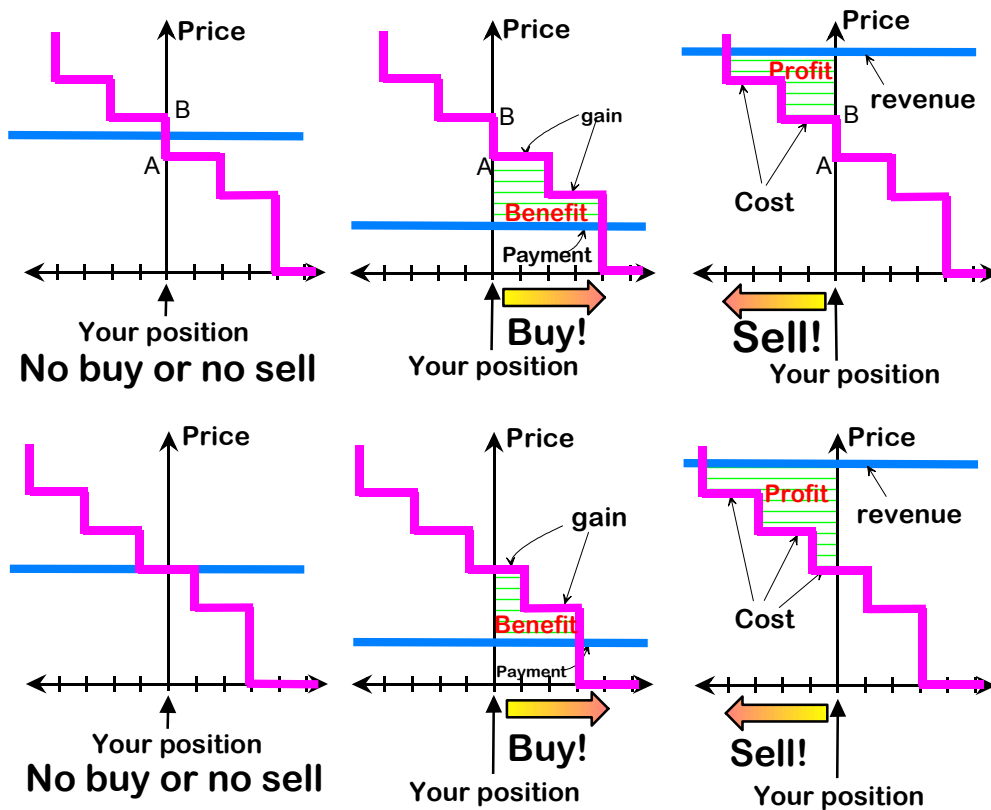 Price
B
A
Your position
No buy or no sell
Price
B
gain
A
Benefit
Payment
Buy!
Your position
Price
Profit
revenue
B
A
Cost
Sell!
Your position
Price
Your position
No buy or no sell
Price
gain
Benefit
Payment
Buy!
Your position
Price
Profit
revenue
Cost
Sell!
Your position